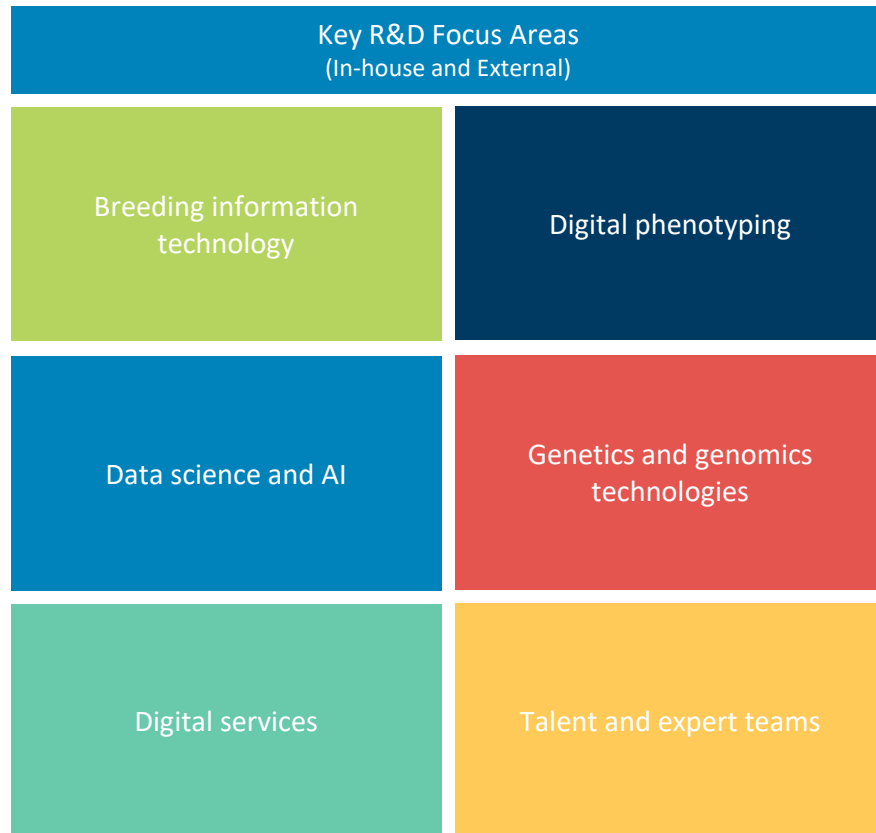 Key R&D Focus Areas
(In-house and External)
Breeding information
technology
Digital phenotyping
Data science and AI
Genetics and genomics
technologies
Digital services
Talent and expert teams